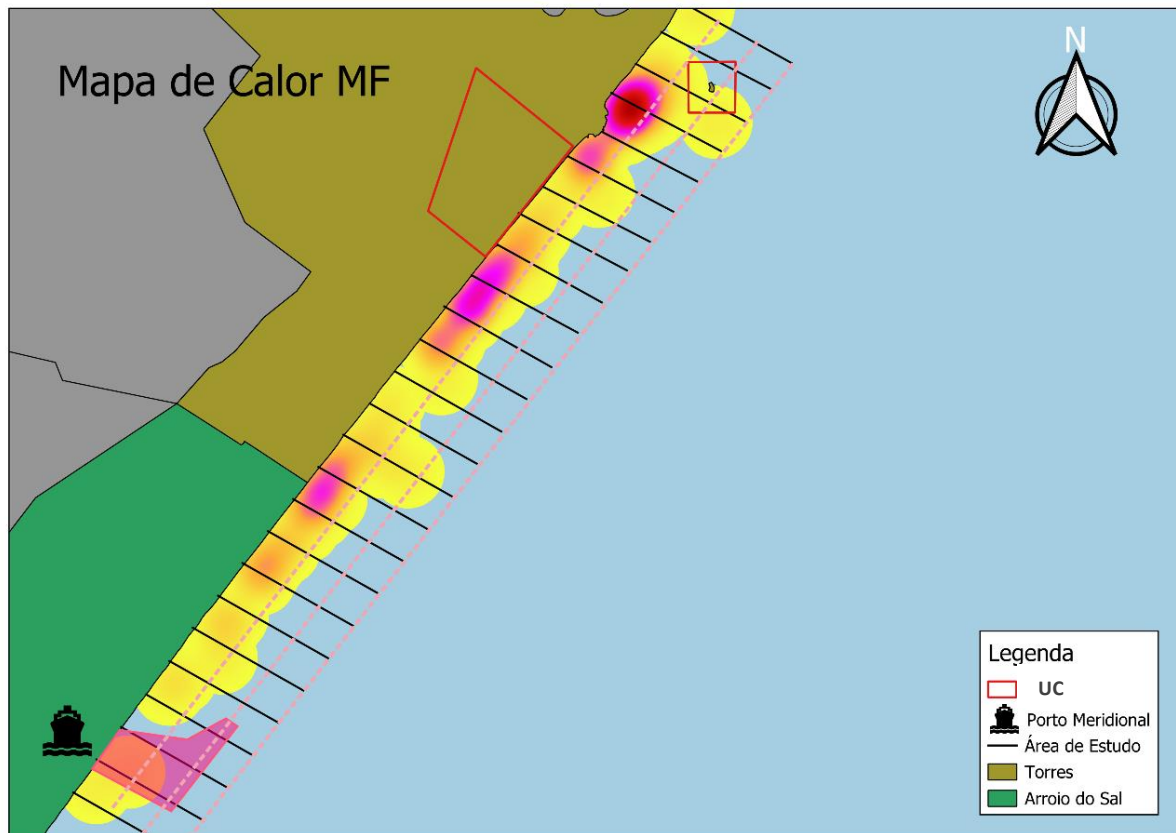 Mapa de Calor MF
N
Legenda
UC
Porto Meridional
Área de Estudo
Torres
Arroio do Sal